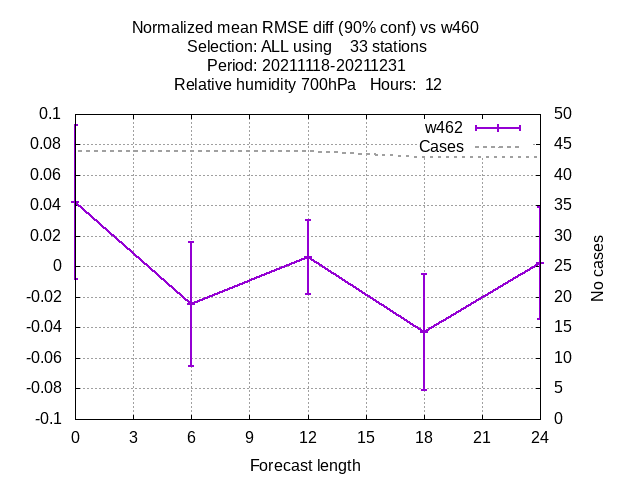 Normalized mean RMSE diff (90% conf) vs w460
Selection: ALL using    33 stations
Period: 20211118-20211231
Relative humidity 700hPa   Hours:  12
0.1
0.08
0.06
0.04
0.02
0
-0.02
-0.04
-0.06
-0.08
-0.1
w462
Cases
50
45
40
35
30
25
20
15
10
5
0
No cases
0 3 6 9 12 15 18 21 24
Forecast length